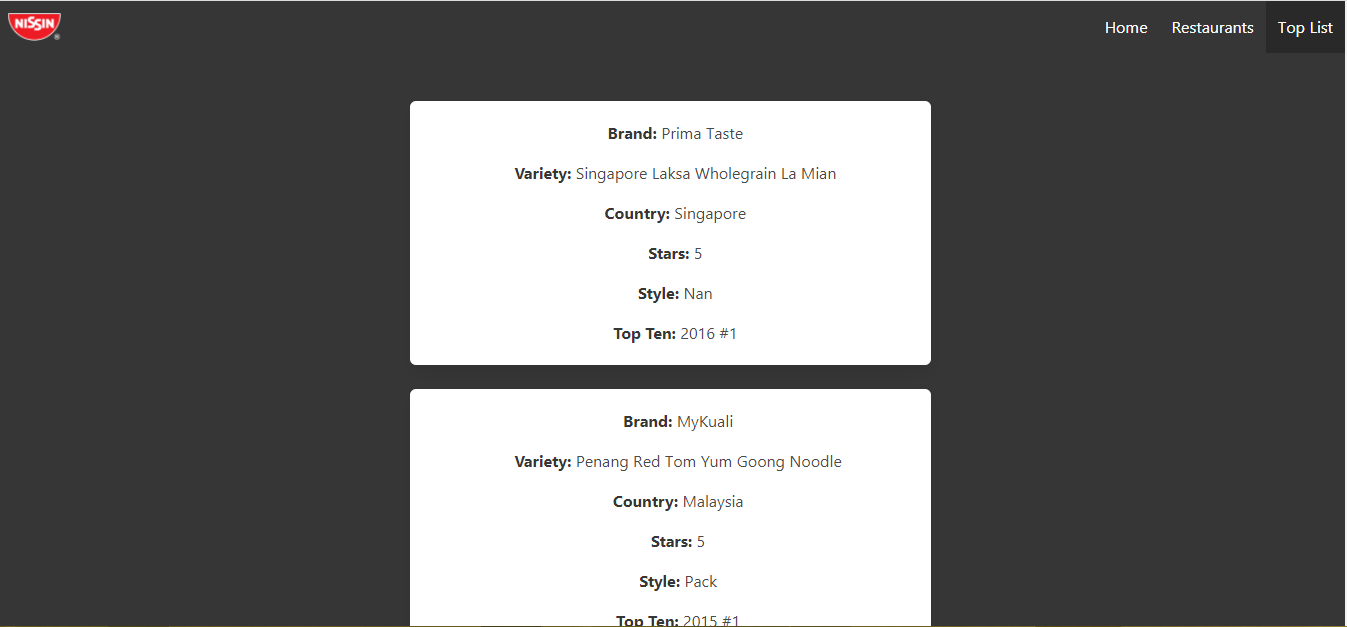 NISSIN
Home Restaurants Top List
Brand: Prima Taste
Variety: Singapore Laksa Wholegrain La Mian
Country: Singapore
Stars: 5
Style: Nan
Top Ten: 2016 #1
Brand: MyKuali
Variety: Penang Red Tom Yum Goong Noodle
Country: Malaysia
Stars: 5
Style: Pack
Top Ten: 2015 #1